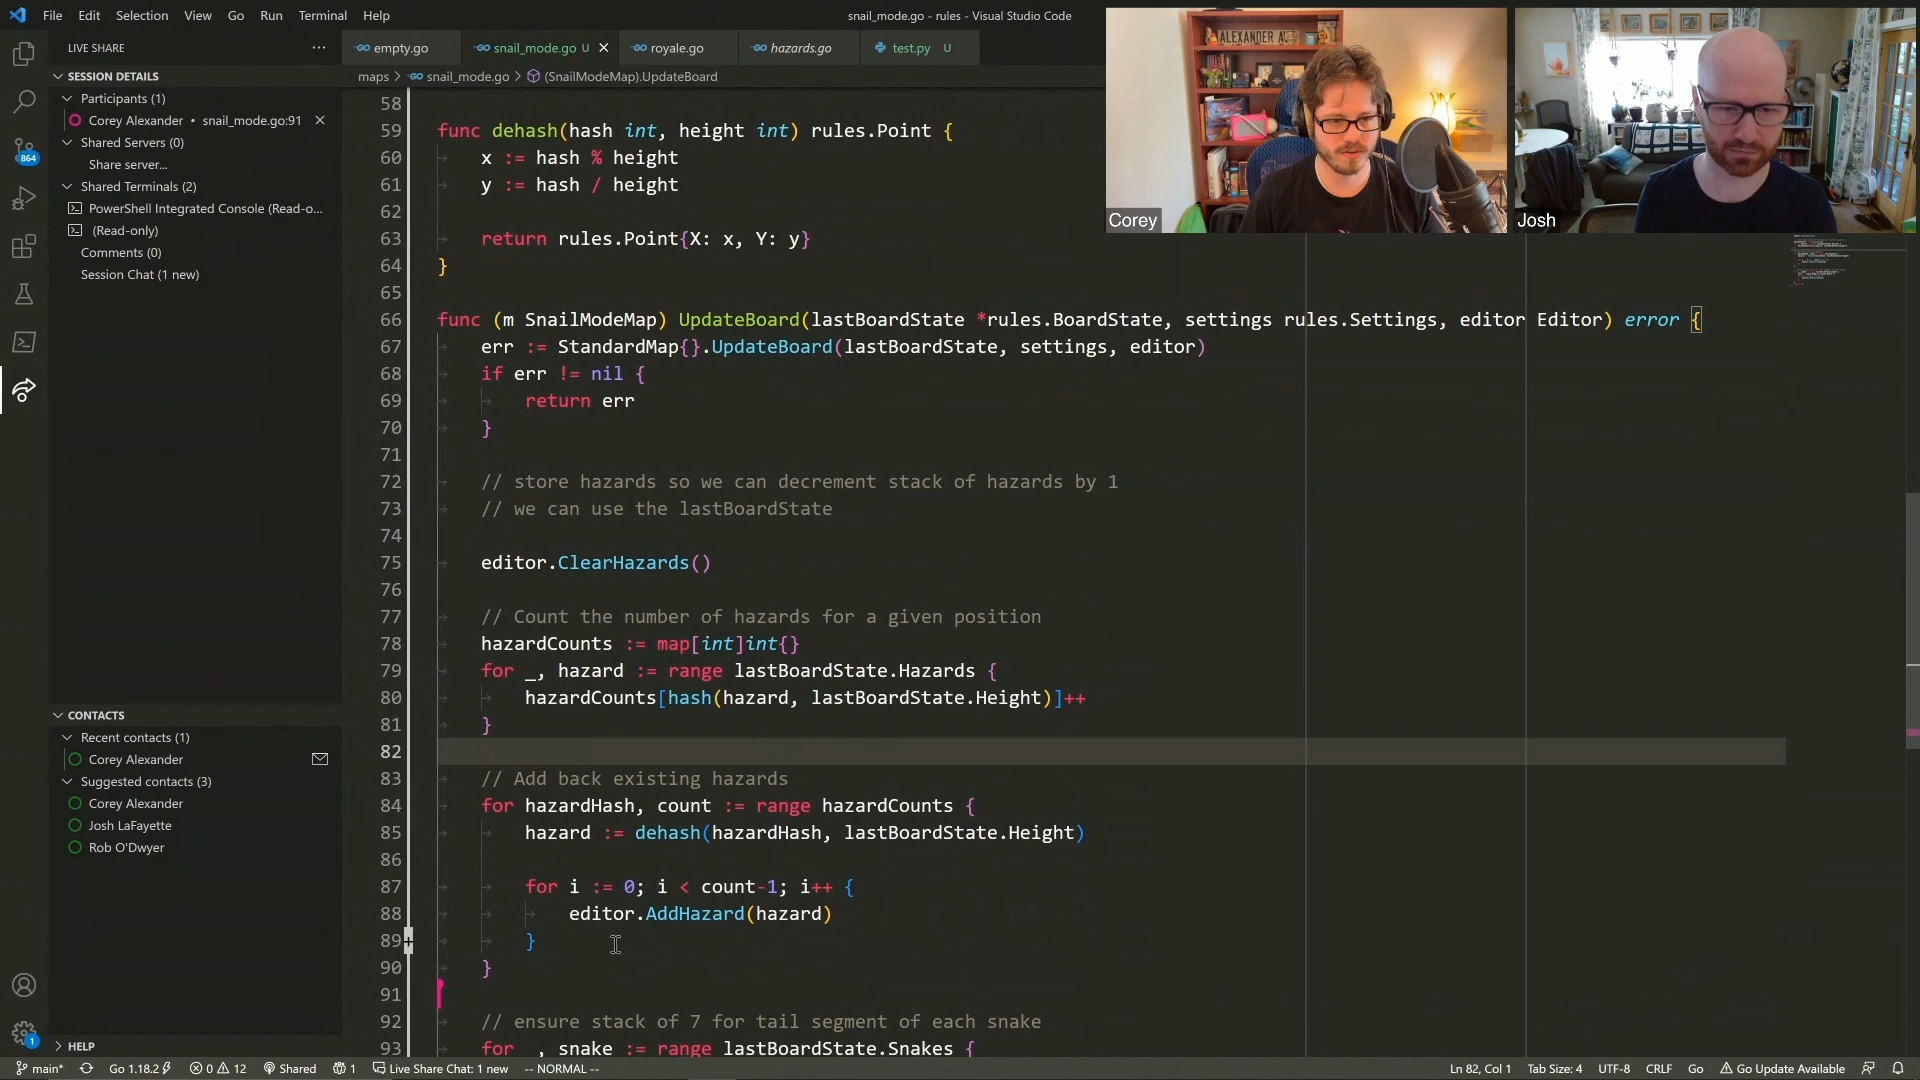 File Edit Selection View Go Run Terminal Help
snail_mode.go - rules - Visual Studio Code
LIVE SHARE ...
empty.go snail_mode.go U royale.go hazards.go test.py U
SESSION DETAILS
maps > snail_mode.go > (SnailModeMap).UpdateBoard
Participants (1)
Corey Alexander • snail_mode.go:91
Shared Servers (0)
Share server...
Shared Terminals (2)
PowerShell Integrated Console (Read-o...
(Read-only)
Comments (0)
Session Chat (1 new)
864
58
59 func dehash(hash int, height int) rules.Point {
60 x := hash % height
61 y := hash / height
62
63 return rules.Point{X: x, Y: y}
64 }
65
66 func (m SnailModeMap) UpdateBoard(lastBoardState *rules.BoardState, settings rules.Settings, editor Editor) error {
67 err := StandardMap{}.UpdateBoard(lastBoardState, settings, editor)
68 if err != nil {
69 return err
70 }
71
72 // store hazards so we can decrement stack of hazards by 1
73 // we can use the lastBoardState
74
75 editor.ClearHazards()
76
77 // Count the number of hazards for a given position
78 hazardCounts := map[int]int{}
79 for _, hazard := range lastBoardState.Hazards {
80 hazardCounts[hash(hazard, lastBoardState.Height)]++
81 }
82
83 // Add back existing hazards
84 for hazardHash, count := range hazardCounts {
85 hazard := dehash(hazardHash, lastBoardState.Height)
86
87 for i := 0; i < count-1; i++ {
88 editor.AddHazard(hazard)
89 }
90 }
91
92 // ensure stack of 7 for tail segment of each snake
93 for _, snake := range lastBoardState.Snakes {
ALEXANDER A
Corey
Josh
CONTACTS
Recent contacts (1)
Corey Alexander
Suggested contacts (3)
Corey Alexander
Josh LaFayette
Rob O'Dwyer
1
HELP
main* Go 1.18.2 0 12 Shared 1 Live Share Chat: 1 new -- NORMAL -- Ln 82, Col 1 Tab Size: 4 UTF-8 CRLF Go Go Update Available